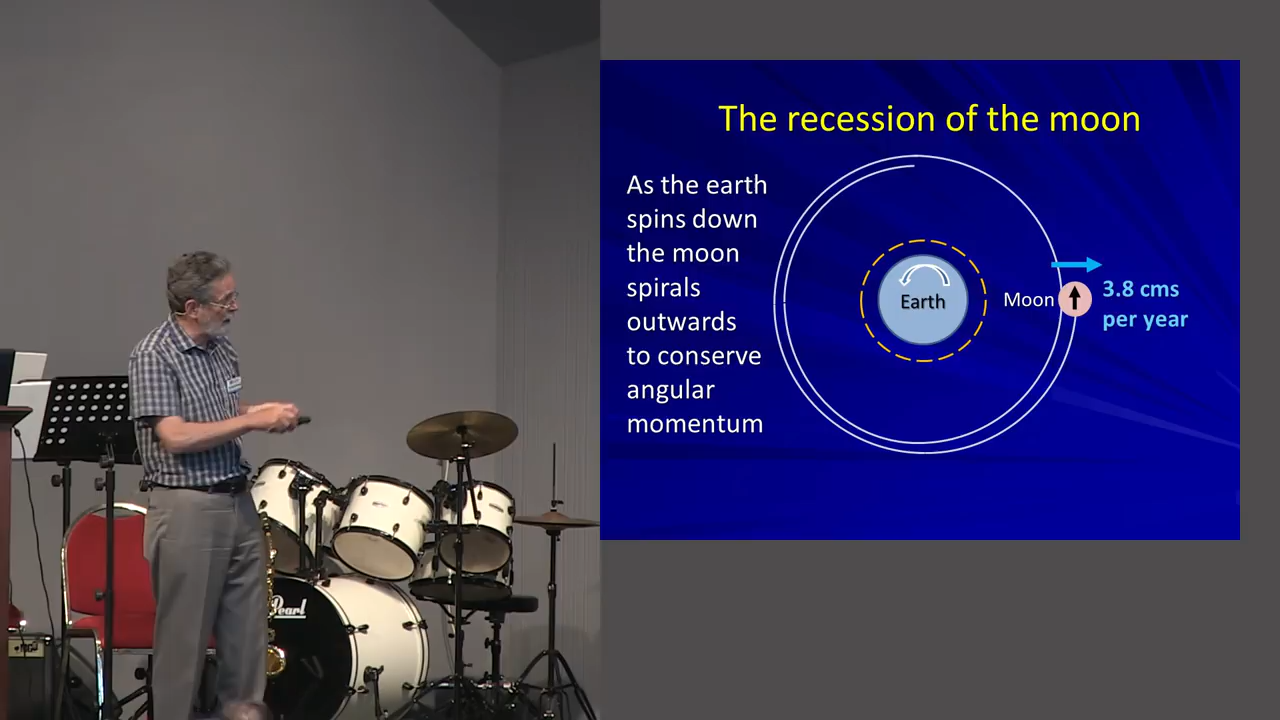 The recession of the moon
As the earth
spins down
the moon
spirals
outwards
to conserve
angular
momentum
Earth
Moon
3.8 cms
per year
Pearl